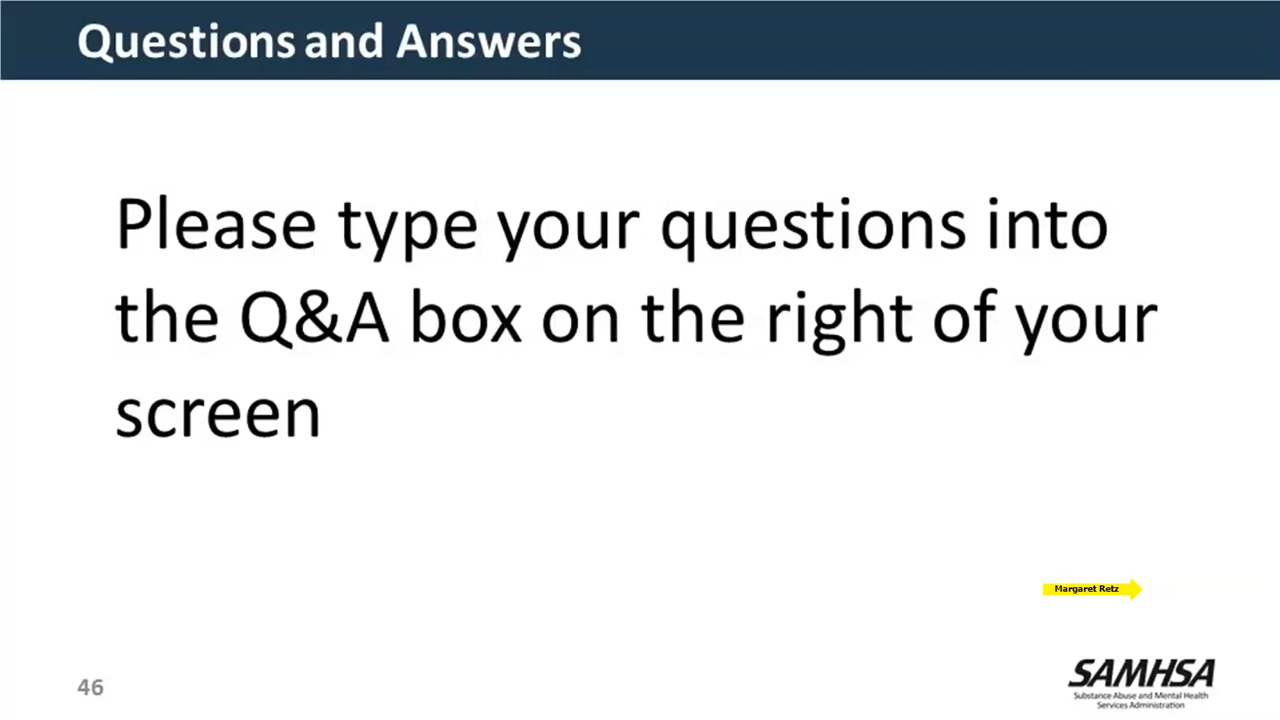 Questions and Answers
Please type your questions into
the Q&A box on the right of your
screen
Margaret Retz
46
SAMHSA
Substance Abuse and Mental Health
Services Administration